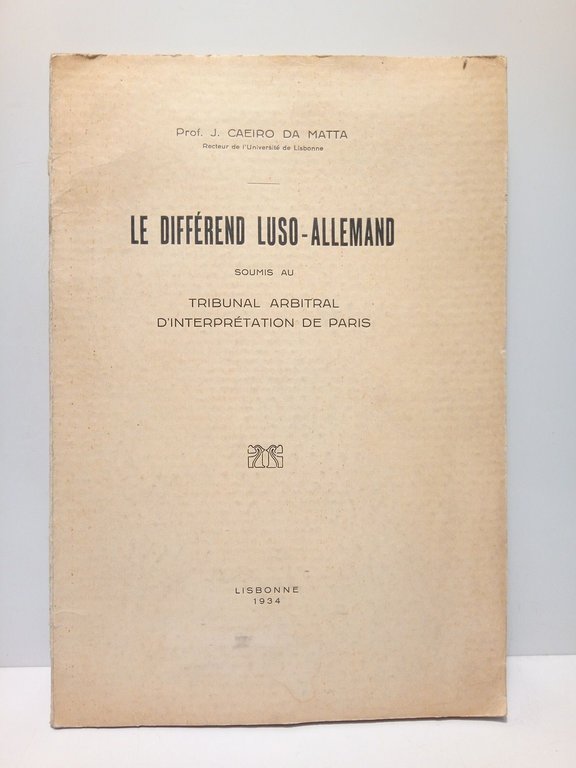 Prof. J. CAEIRO DA MATTA
Recteur de l'Université de Lisbonne
LE DIFFÉREND LUSO-ALLEMAND
SOUMIS AU
TRIBUNAL ARBITRAL
D'INTERPRÉTATION DE PARIS
LISBONNE
1934